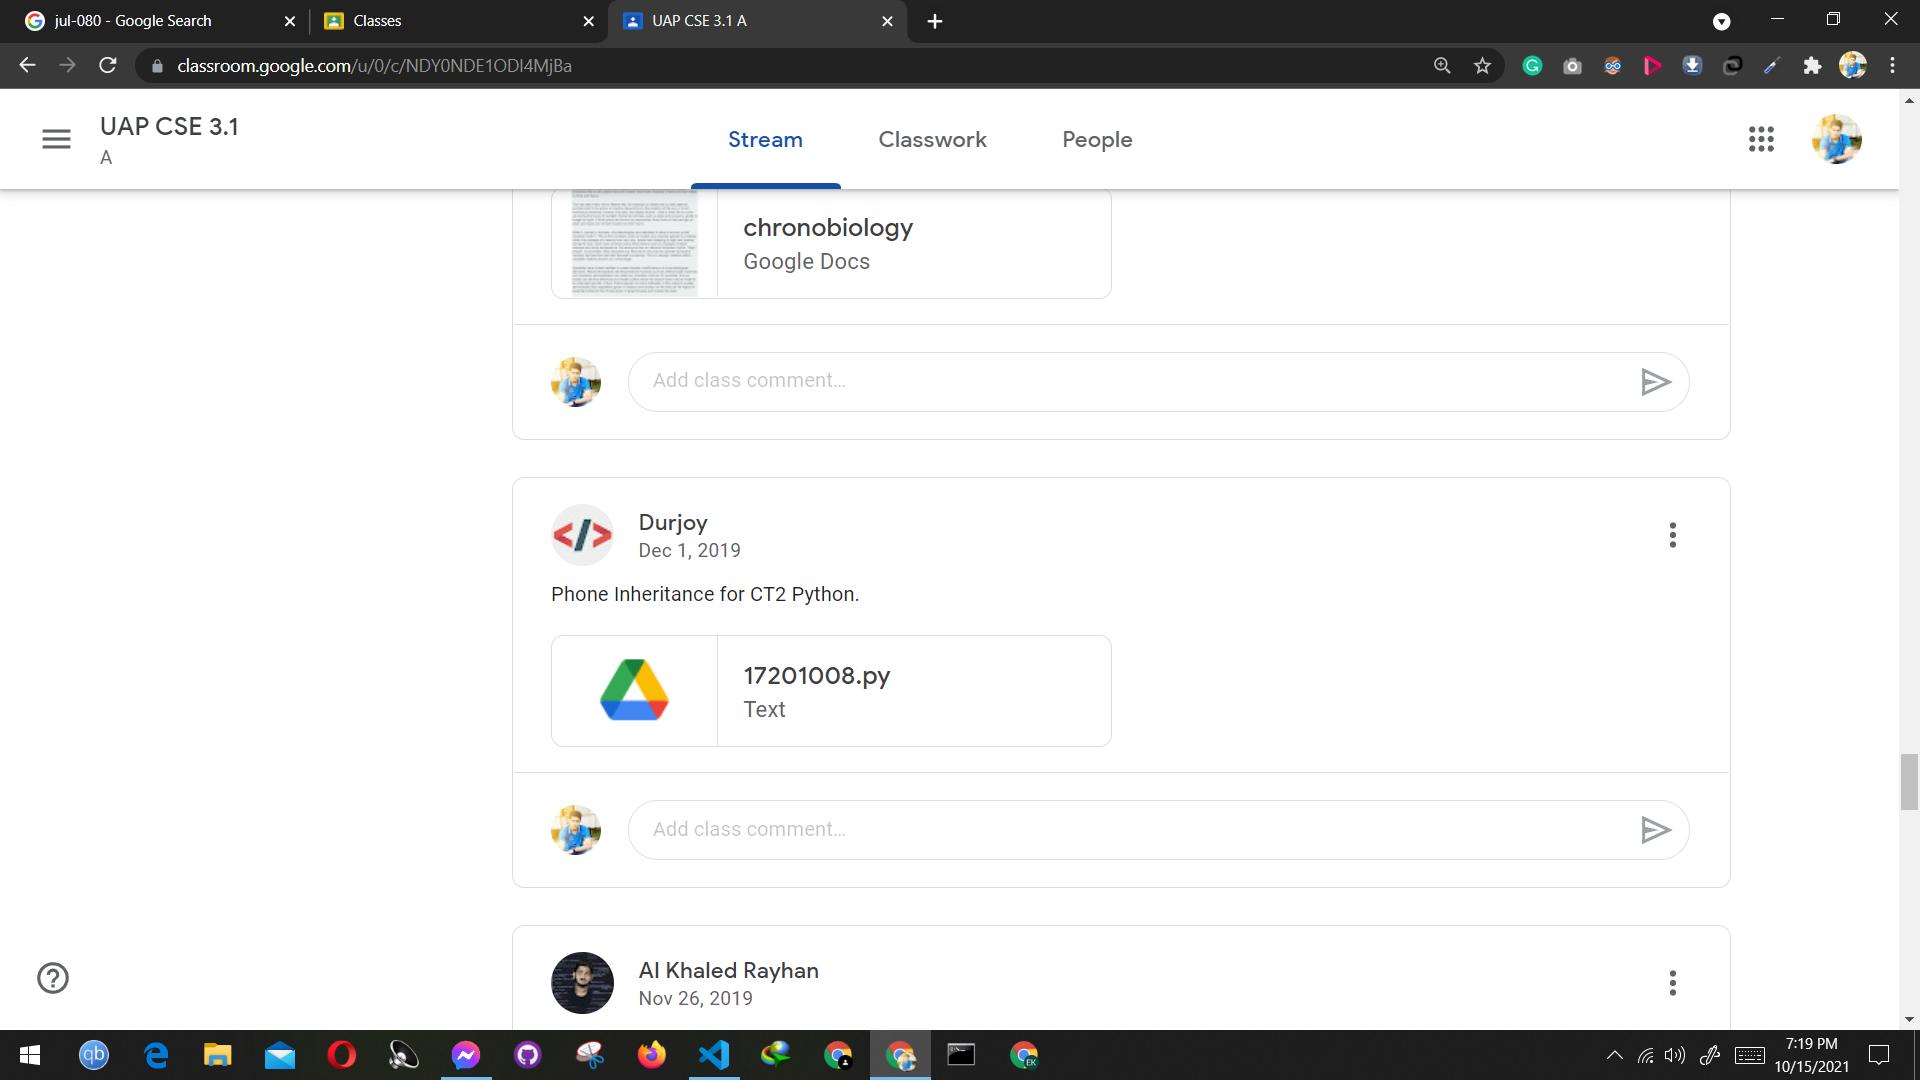 jul-080 - Google Search
Classes
UAP CSE 3.1 A
classroom.google.com/u/0/c/NDY0NDE1ODI4MjBa
UAP CSE 3.1
A
Stream
Classwork
People
chronobiology
Google Docs
Add class comment...
Durjoy
Dec 1, 2019
Phone Inheritance for CT2 Python.
17201008.py
Text
Add class comment...
Al Khaled Rayhan
Nov 26, 2019
qb
EK
7:19 PM
10/15/2021